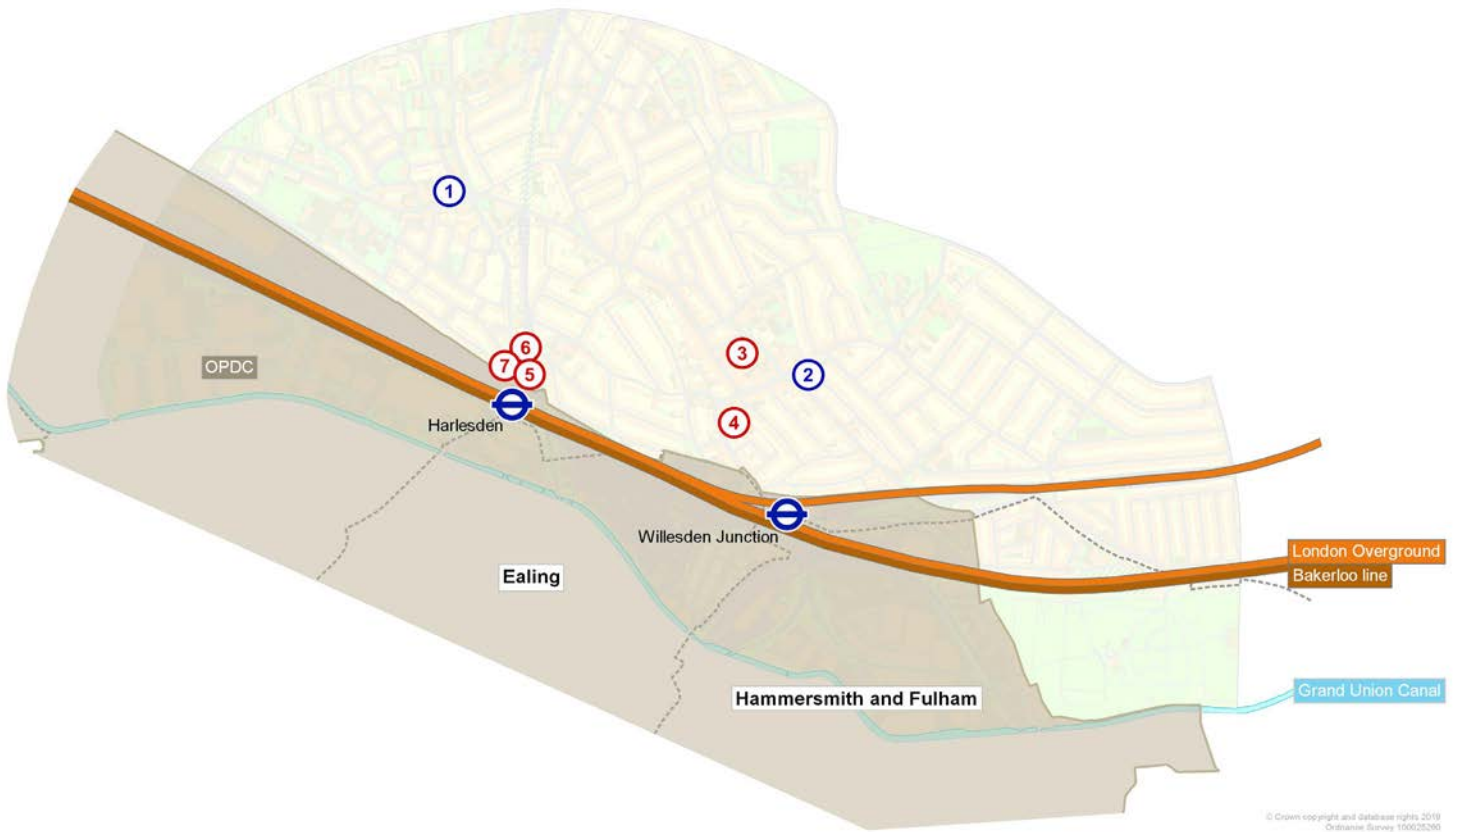 1
6
3
7
OPDC
5
2
4
Harlesden
Willesden Junction
London Overground
Bakerloo line
Ealing
Grand Union Canal
Hammersmith and Fulham
© Crown copyright and database rights 2019
Ordnance Survey 100025260